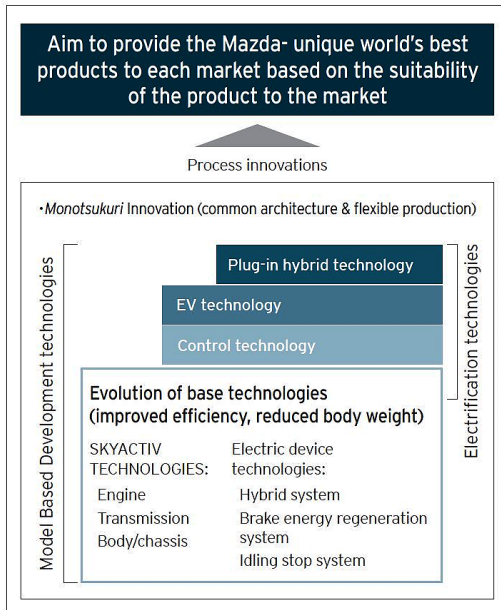 Aim to provide the Mazda- unique world's best
products to each market based on the suitability
of the product to the market
Process innovations
·Monotsukuri Innovation (common architecture & flexible production)
Model Based Development technologies
Plug-in hybrid technology
EV technology
Control technology
Electrification technologies
Evolution of base technologies
(improved efficiency, reduced body weight)
SKYACTIV
TECHNOLOGIES:
Engine
Transmission
Body/chassis
Electric device
technologies:
Hybrid system
Brake energy regeneration
system
Idling stop system